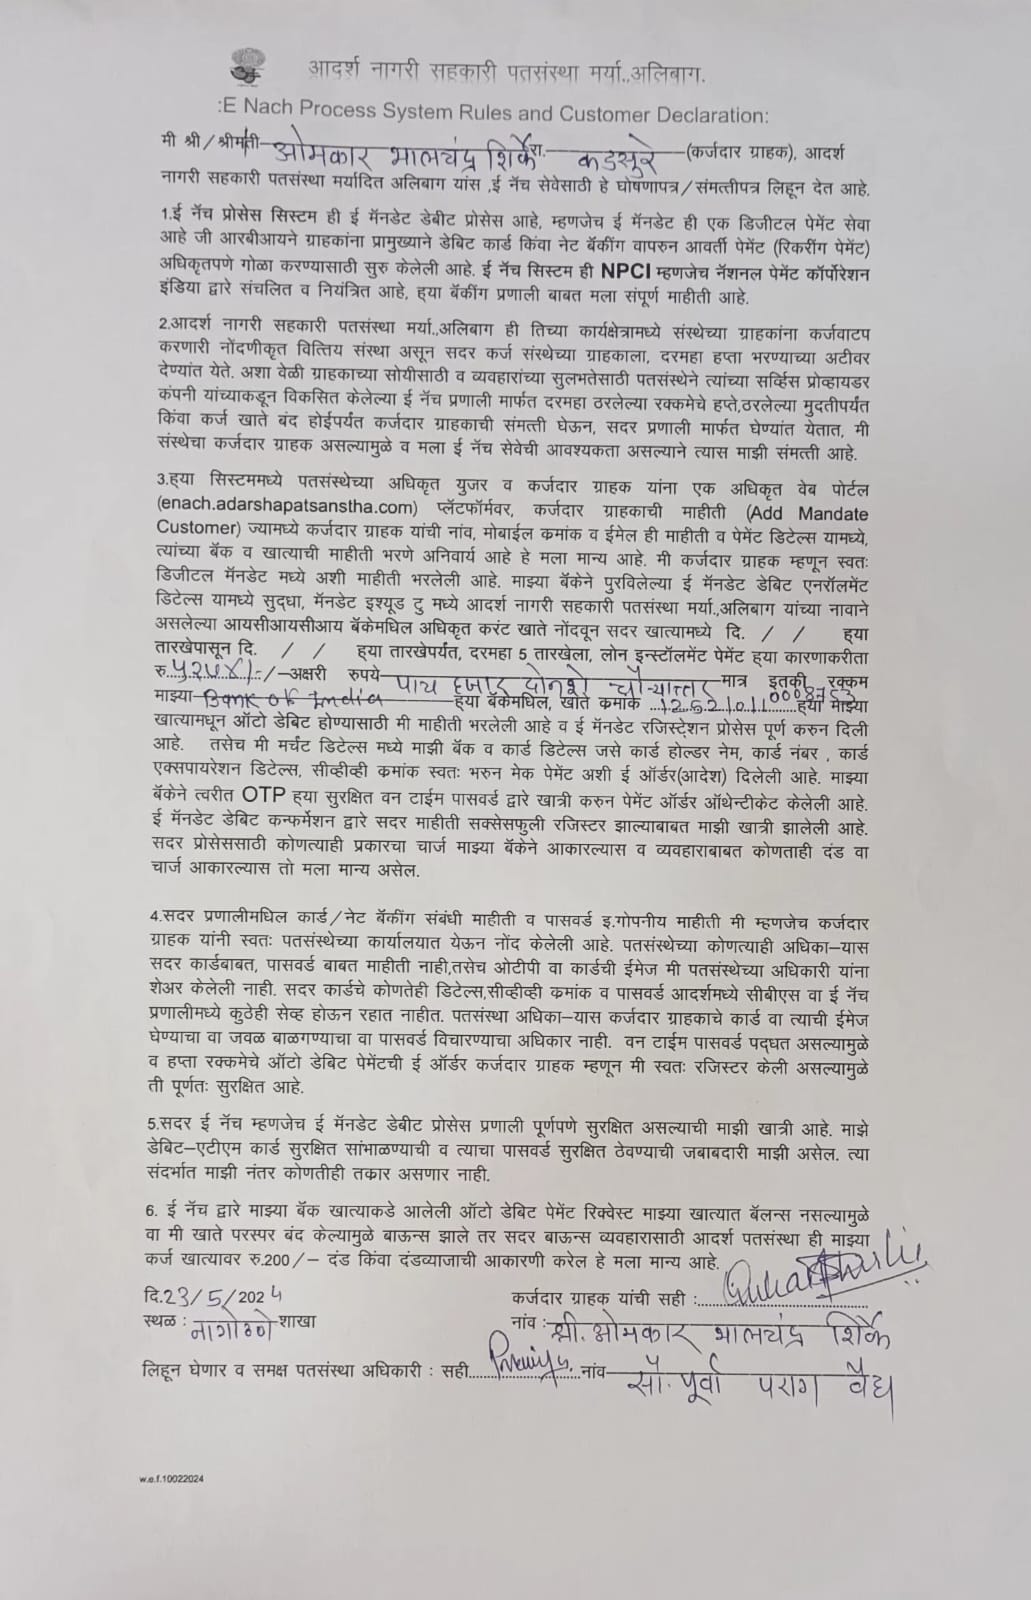 आदर्श नागरी सहकारी पतसंस्था मर्या..अलिबाग.
:E Nach Process System Rules and Customer Declaration:
मी श्री/श्रीमती ओमकार भालचंद्र शिर्के रा. कडसुरे (कर्जदार ग्राहक), आदर्श
नागरी सहकारी पतसंस्था मर्यादित अलिबाग यांस ,ई नॅच सेवेसाठी हे घोषणापत्र/संमत्तीपत्र लिहून देत आहे.
1.ई नॅच प्रोसेस सिस्टम ही ई मॅनडेट डेबीट प्रोसेस आहे, म्हणजेच ई मॅनडेट ही एक डिजीटल पेमेंट सेवा
आहे जी आरबीआयने ग्राहकांना प्रामुख्याने डेबिट कार्ड किंवा नेट बॅकींग वापरुन आवर्ती पेमेंट (रिकरींग पेमेंट)
अधिकृतपणे गोळा करण्यासाठी सुरु केलेली आहे. ई नॅच सिस्टम ही NPCI म्हणजेच नॅशनल पेमेंट कॉर्पोरेशन
इंडिया द्वारे संचलित व नियंत्रित आहे, ह्या बॅकींग प्रणाली बाबत मला संपूर्ण माहीती आहे.
2.आदर्श नागरी सहकारी पतसंस्था मर्या.,अलिबाग ही तिच्या कार्यक्षेत्रामध्ये संस्थेच्या ग्राहकांना कर्जवाटप
करणारी नोंदणीकृत वित्तिय संस्था असून सदर कर्ज संस्थेच्या ग्राहकाला, दरमहा हप्ता भरण्याच्या अटीवर
देण्यांत येते. अशा वेळी ग्राहकाच्या सोयीसाठी व व्यवहारांच्या सुलभतेसाठी पतसंस्थेने त्यांच्या सर्व्हिस प्रोव्हायडर
कंपनी यांच्याकडून विकसित केलेल्या ई नॅच प्रणाली मार्फत दरमहा ठरलेल्या रक्कमेचे हप्ते,ठरलेल्या मुदतीपर्यंत
किंवा कर्ज खाते बंद होईपर्यंत कर्जदार ग्राहकाची संमत्ती घेऊन, सदर प्रणाली मार्फत घेण्यांत येतात, मी
संस्थेचा कर्जदार ग्राहक असल्यामुळे व मला ई नॅच सेवेची आवश्यकता असल्याने त्यास माझी संमत्ती आहे.
3.ह्या सिस्टममध्ये पतसंस्थेच्या अधिकृत युजर व कर्जदार ग्राहक यांना एक अधिकृत वेब पोर्टल
(enach.adarshapatsanstha.com) प्लॅटफॉर्मवर, कर्जदार ग्राहकाची माहीती (Add Mandate
Customer) ज्यामध्ये कर्जदार ग्राहक यांची नांव, मोबाईल क्रमांक व ईमेल ही माहीती व पेमेंट डिटेल्स यामध्ये,
त्यांच्या बॅक व खात्याची माहीती भरणे अनिवार्य आहे हे मला मान्य आहे. मी कर्जदार ग्राहक म्हणून स्वतः
डिजीटल मॅनडेट मध्ये अशी माहीती भरलेली आहे. माझ्या बॅकेने पुरविलेल्या ई मॅनडेट डेबिट एनरॉलमेंट
डिटेल्स यामध्ये सुद्धा, मॅनडेट इश्यूड टु मध्ये आदर्श नागरी सहकारी पतसंस्था मर्या.,अलिबाग यांच्या नावाने
असलेल्या आयसीआयसीआय बॅकेमधिल अधिकृत करंट खाते नोंदवून सदर खात्यामध्ये दि. / / ह्या
तारखेपासून दि. / / ह्या तारखेपर्यंत, दरमहा 5 तारखेला, लोन इन्स्टॉलमेंट पेमेंट ह्या कारणाकरीता
रु. ५२७४/- /-अक्षरी रुपये पाच हजार दोनशे चौऱ्यात्तर मात्र इतकी रक्कम
माझ्या Bank of India ह्या बॅकेमधिल, खाते क्रमांक 125210110008753 ह्या माझ्या
खात्यामधून ऑटो डेबिट होण्यासाठी मी माहीती भरलेली आहे व ई मॅनडेट रजिस्टे्शन प्रोसेस पूर्ण करुन दिली
आहे. तसेच मी मर्चंट डिटेल्स मध्ये माझी बॅक व कार्ड डिटेल्स जसे कार्ड होल्डर नेम, कार्ड नंबर , कार्ड
एक्सपायरेशन डिटेल्स, सीव्हीव्ही क्रमांक स्वतः भरुन मेक पेमेंट अशी ई ऑर्डर(आदेश) दिलेली आहे. माझ्या
बॅकेने त्वरीत OTP ह्या सुरक्षित वन टाईम पासवर्ड द्वारे खात्री करुन पेमेंट ऑर्डर ऑथेन्टीकेट केलेली आहे.
ई मॅनडेट डेबिट कन्फर्मेशन द्वारे सदर माहीती सक्सेसफुली रजिस्टर झाल्याबाबत माझी खात्री झालेली आहे.
सदर प्रोसेससाठी कोणत्याही प्रकारचा चार्ज माझ्या बॅकेने आकारल्यास व व्यवहाराबाबत कोणताही दंड वा
चार्ज आकारल्यास तो मला मान्य असेल.
4.सदर प्रणालीमधिल कार्ड/नेट बॅकींग संबंधी माहीती व पासवर्ड इ.गोपनीय माहीती मी म्हणजेच कर्जदार
ग्राहक यांनी स्वतः पतसंस्थेच्या कार्यालयात येऊन नोंद केलेली आहे. पतसंस्थेच्या कोणत्याही अधिका–यास
सदर कार्डबाबत, पासवर्ड बाबत माहीती नाही,तसेच ओटीपी वा कार्डची ईमेज मी पतसंस्थेच्या अधिकारी यांना
शेअर केलेली नाही. सदर कार्डचे कोणतेही डिटेल्स,सीव्हीव्ही क्रमांक व पासवर्ड आदर्शमध्ये सीबीएस वा ई नॅच
प्रणालीमध्ये कुठेही सेव्ह होऊन रहात नाहीत. पतसंस्था अधिका–यास कर्जदार ग्राहकाचे कार्ड वा त्याची ईमेज
घेण्याचा वा जवळ बाळगण्याचा वा पासवर्ड विचारण्याचा अधिकार नाही. वन टाईम पासवर्ड पद्धत असल्यामुळे
व हप्ता रक्कमेचे ऑटो डेबिट पेमेंटची ई ऑर्डर कर्जदार ग्राहक म्हणून मी स्वतः रजिस्टर केली असल्यामुळे
ती पूर्णतः सुरक्षित आहे.
5.सदर ई नॅच म्हणजेच ई मॅनडेट डेबीट प्रोसेस प्रणाली पूर्णपणे सुरक्षित असल्याची माझी खात्री आहे. माझे
डेबिट–एटीएम कार्ड सुरक्षित सांभाळण्याची व त्याचा पासवर्ड सुरक्षित ठेवण्याची जबाबदारी माझी असेल. त्या
संदर्भात माझी नंतर कोणतीही तक्रार असणार नाही.
6. ई नॅच द्वारे माझ्या बॅक खात्याकडे आलेली ऑटो डेबिट पेमेंट रिक्वेस्ट माझ्या खात्यात बॅलन्स नसल्यामुळे
वा मी खाते परस्पर बंद केल्यामुळे बाऊन्स झाले तर सदर बाऊन्स व्यवहारासाठी आदर्श पतसंस्था ही माझ्या
कर्ज खात्यावर रु.200/– दंड किंवा दंडव्याजाची आकारणी करेल हे मला मान्य आहे.
दि.23/5/2024 कर्जदार ग्राहक यांची सही :
स्थळ : नागोठणे शाखा नांव : श्री. ओमकार भालचंद्र शिर्के
लिहून घेणार व समक्ष पतसंस्था अधिकारी : सही नांव सौ. पूर्वा पराग वैद्य
w.e.f.10022024